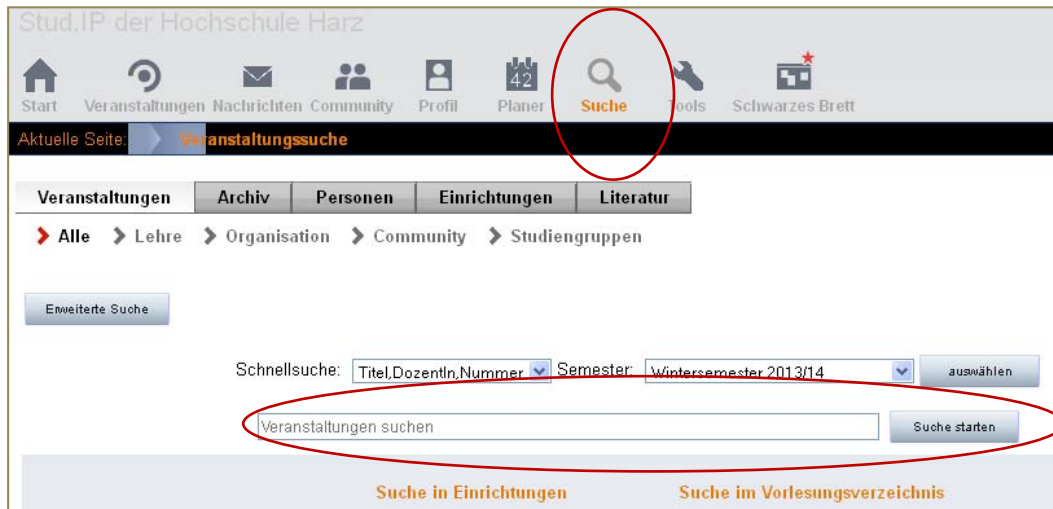 Stud.IP der Hochschule Harz
42
Start Veranstaltungen Nachrichten Community Profil Planer Suche Tools Schwarzes Brett
Aktuelle Seite: Veranstaltungssuche
Veranstaltungen Archiv Personen Einrichtungen Literatur
Alle Lehre Organisation Community Studiengruppen
Erweiterte Suche
Schnellsuche: Titel,DozentIn,Nummer Semester: Wintersemester 2013/14 auswählen
Veranstaltungen suchen Suche starten
Suche in Einrichtungen Suche im Vorlesungsverzeichnis